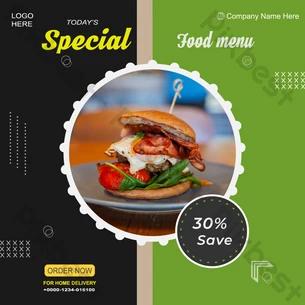 LOGO
HERE
TODAY'S
Special
Company Name Here
Food menu
30%
Save
ORDER NOW
FOR HOME DELIVERY
+0000-1234-015100
pikbest